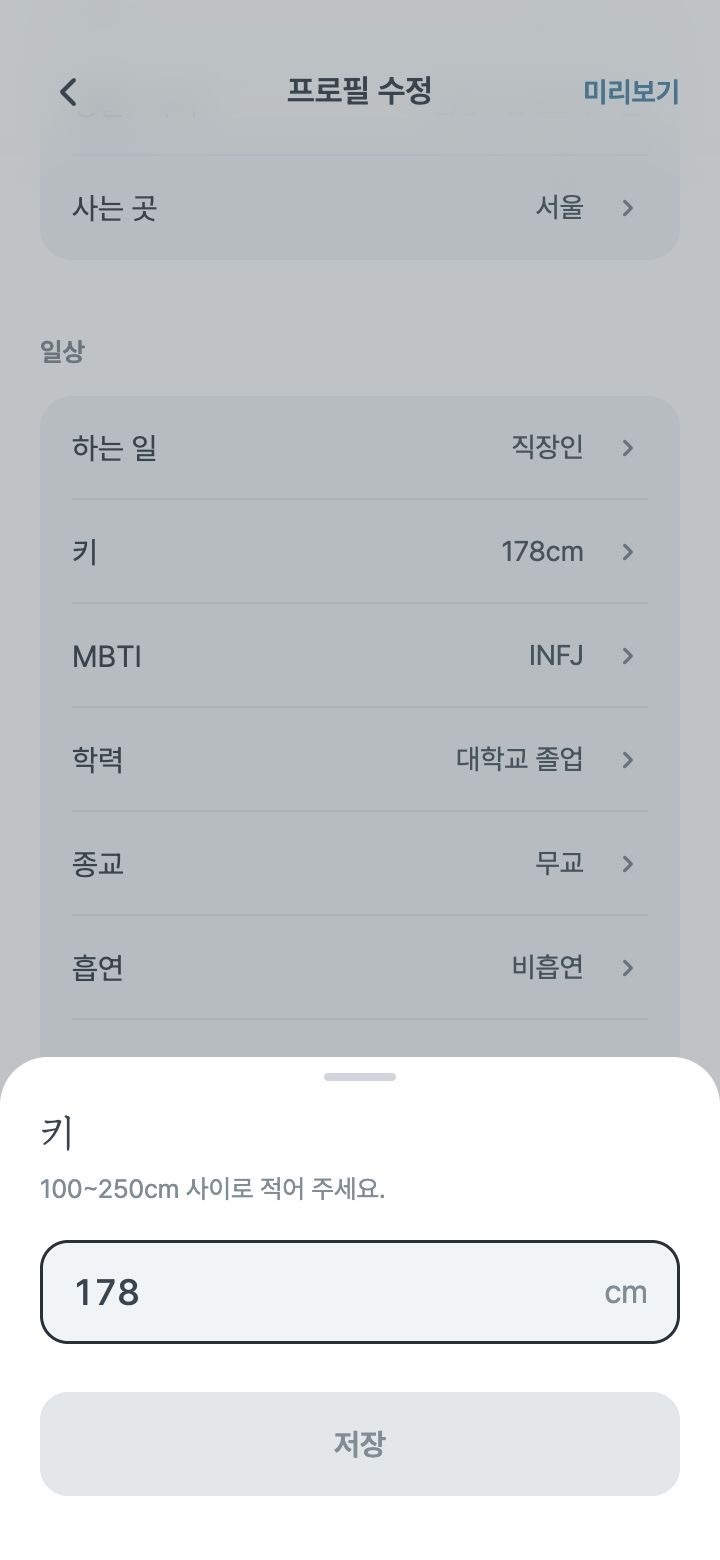 프로필 수정
미리보기
사는 곳 서울
일상
하는 일 직장인
키 178cm
MBTI INFJ
학력 대학교 졸업
종교 무교
흡연 비흡연
키
100~250cm 사이로 적어 주세요.
178 cm
저장